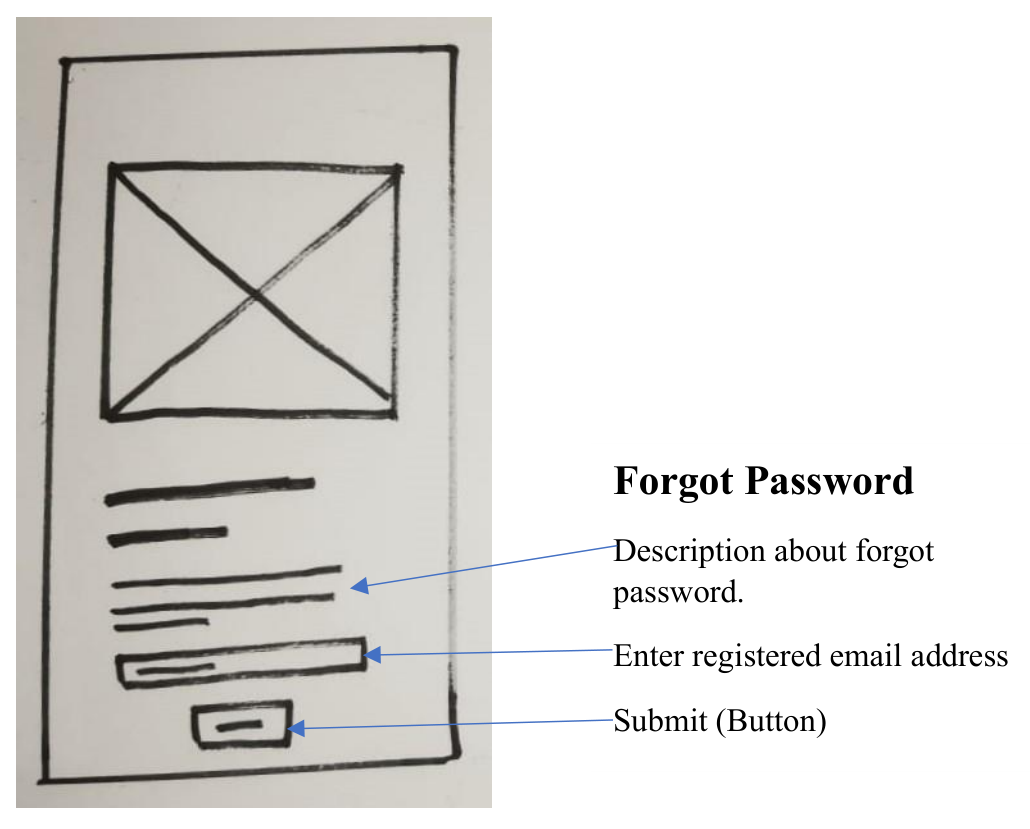 Forgot Password
Description about forgot
password.
Enter registered email address
Submit (Button)